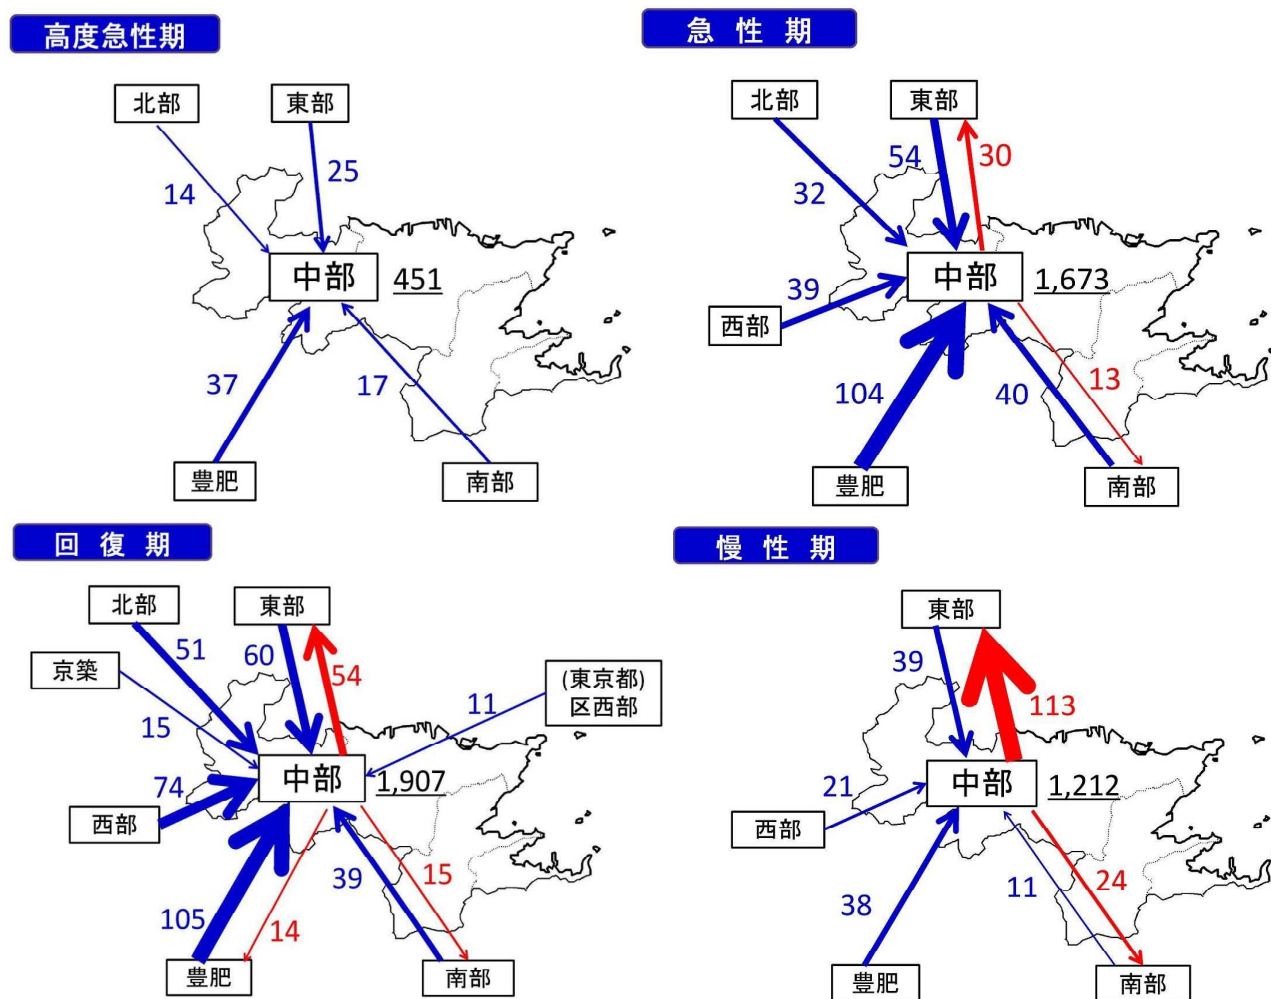 高度急性期
北部
東部
14
25
中部
451
37
17
豊肥
南部
急 性 期
北部
東部
54
30
32
中部
1,673
39
西部
104
40
13
豊肥
南部
回 復 期
北部
東部
51
60
54
京築
(東京都)
区西部
15
11
中部
1,907
74
西部
39
15
105
14
豊肥
南部
慢 性 期
東部
39
113
中部
1,212
21
西部
38
11
24
豊肥
南部